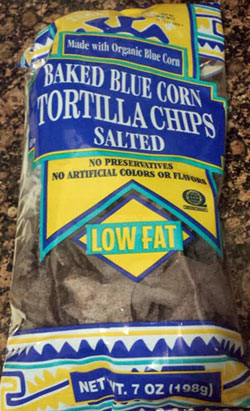 Made with Organic Blue Corn
BAKED BLUE CORN
TORTILLA CHIPS
SALTED
NO PRESERVATIVES
NO ARTIFICIAL COLORS OR FLAVORS
LOW FAT
NET WT. 7 OZ (198g)